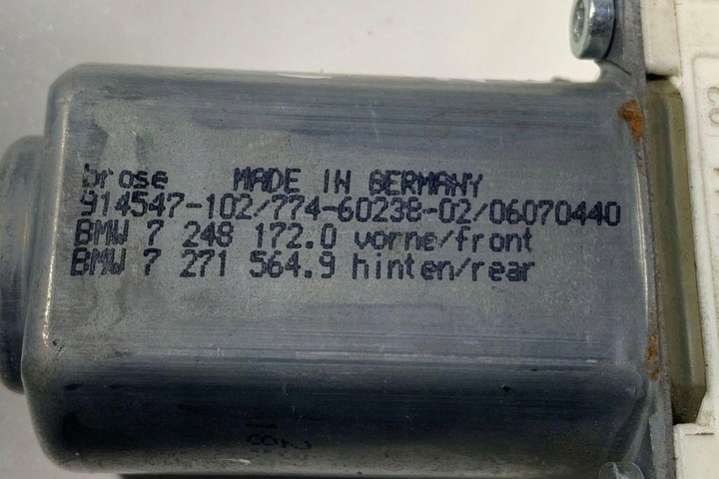 brose MADE IN GERMANY
914547-102/774-60238-02/06070440
BMW 7 248 172.0 vorne/front
BMW 7 271 564.9 hinten/rear